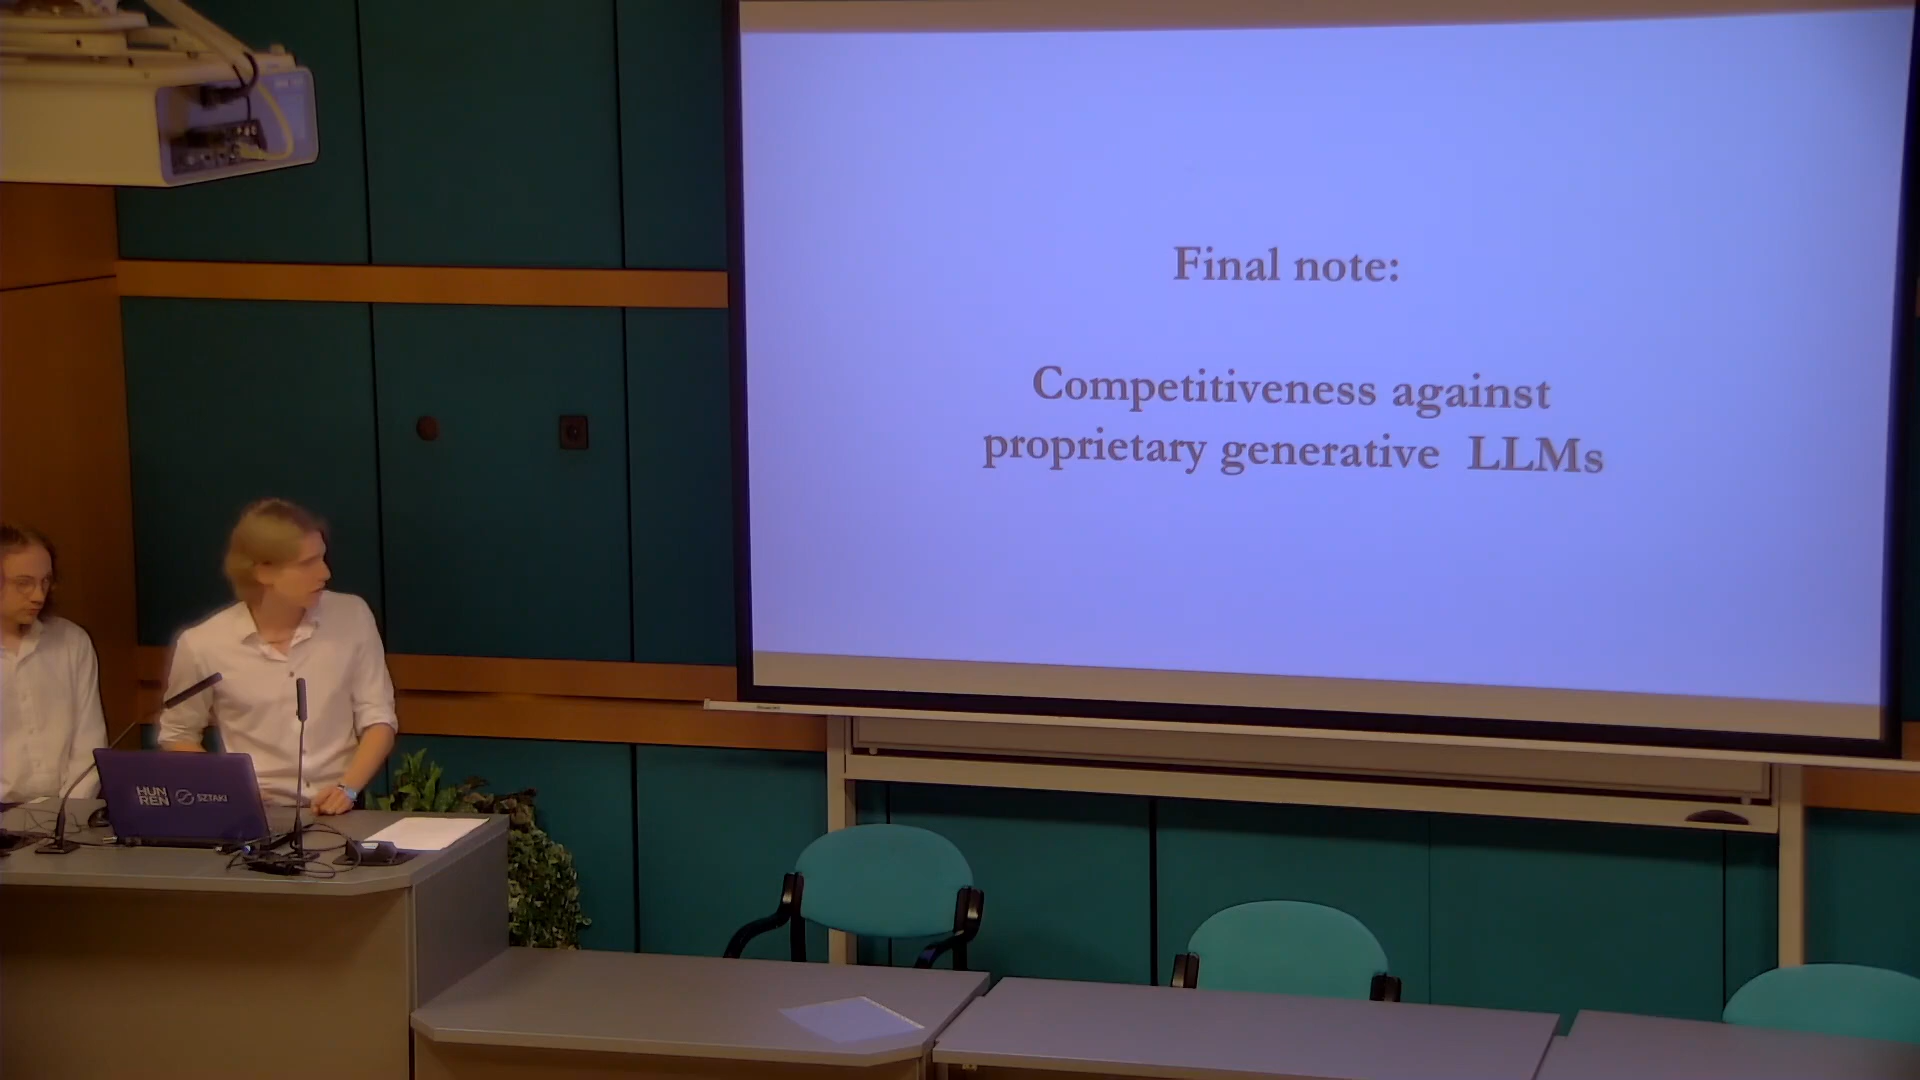 Final note:
Competitiveness against
proprietary generative LLMs
HUN
REN
SZTAKI